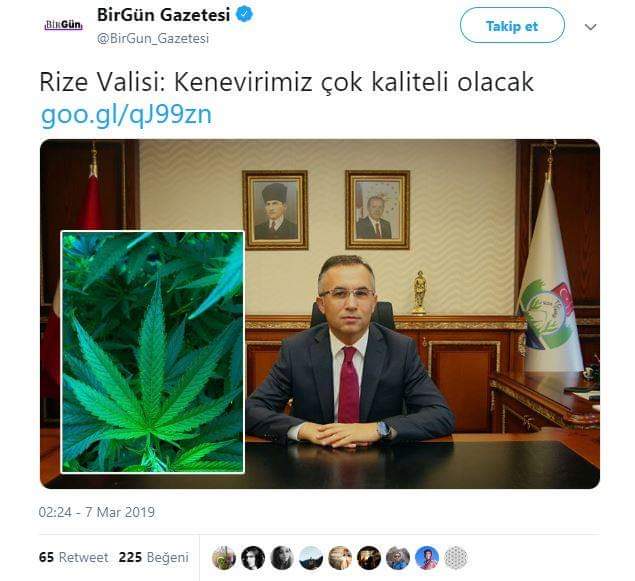 BirGün
BirGün Gazetesi
@BirGun_Gazetesi
Takip et
Rize Valisi: Kenevirimiz çok kaliteli olacak
goo.gl/qJ99zn
02:24 - 7 Mar 2019
65 Retweet 225 Beğeni